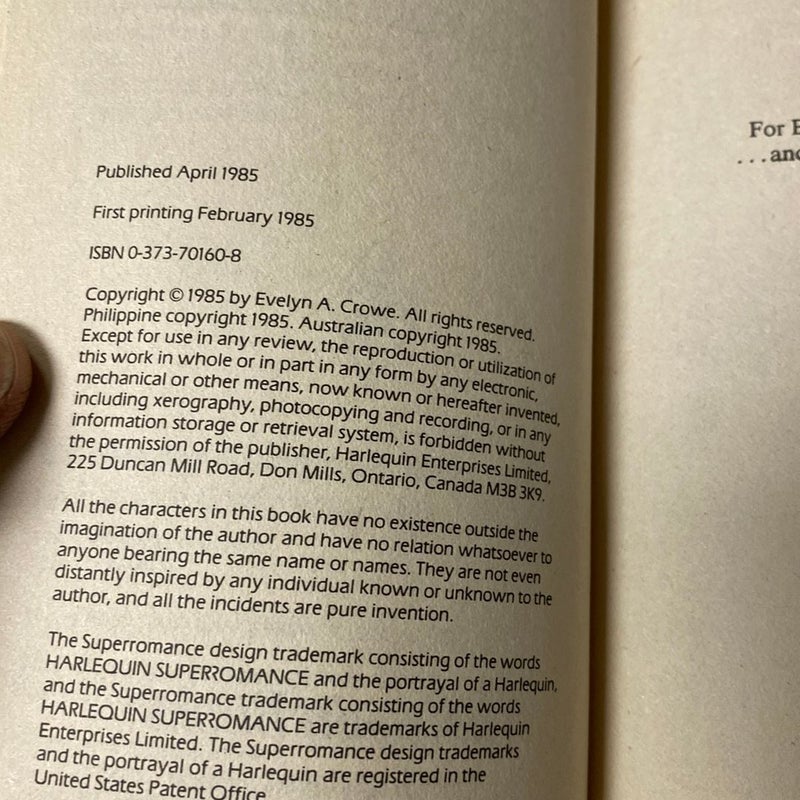 Published April 1985
First printing February 1985
ISBN 0-373-70160-8
Copyright © 1985 by Evelyn A. Crowe. All rights reserved.
Philippine copyright 1985. Australian copyright 1985.
Except for use in any review, the reproduction or utilization of
this work in whole or in part in any form by any electronic,
mechanical or other means, now known or hereafter invented,
including xerography, photocopying and recording, or in any
information storage or retrieval system, is forbidden without
the permission of the publisher, Harlequin Enterprises Limited,
225 Duncan Mill Road, Don Mills, Ontario, Canada M3B 3K9.
All the characters in this book have no existence outside the
imagination of the author and have no relation whatsoever to
anyone bearing the same name or names. They are not even
distantly inspired by any individual known or unknown to the
author, and all the incidents are pure invention.
The Superromance design trademark consisting of the words
HARLEQUIN SUPERROMANCE and the portrayal of a Harlequin,
and the Superromance trademark consisting of the words
HARLEQUIN SUPERROMANCE are trademarks of Harlequin
Enterprises Limited. The Superromance design trademarks
and the portrayal of a Harlequin are registered in the
United States Patent Office.
For
...and